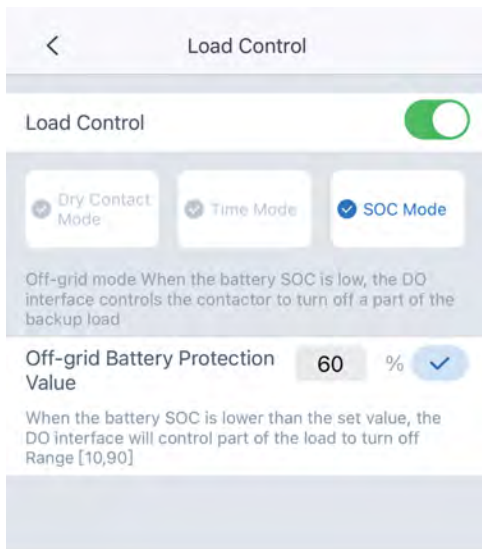 Load Control
Load Control
Dry Contact
Mode
Time Mode
SOC Mode
Off-grid mode When the battery SOC is low, the DO
interface controls the contactor to turn off a part of the
backup load
Off-grid Battery Protection
Value
60 %
When the battery SOC is lower than the set value, the
DO interface will control part of the load to turn off
Range [10,90]